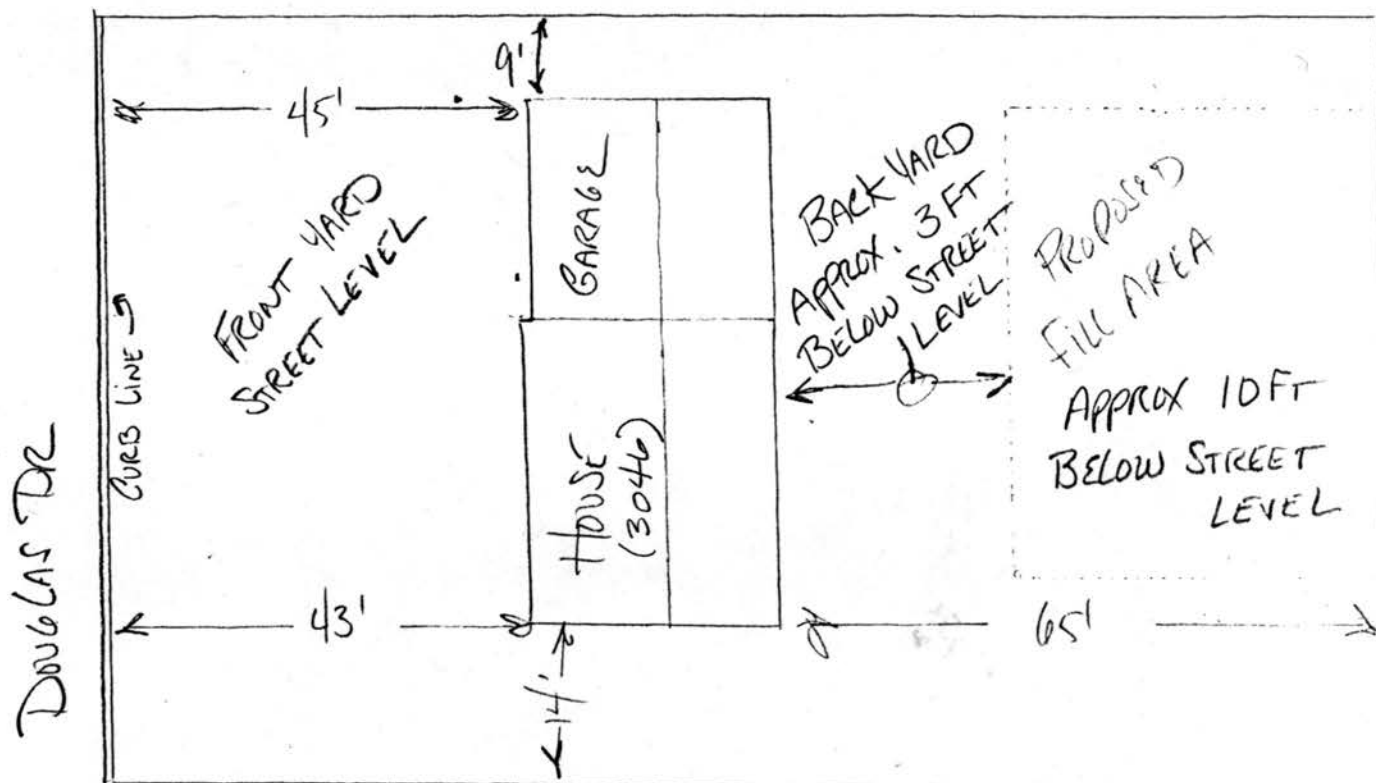 9'
45'
FRONT YARD
STREET LEVEL
CURB LINE
DOUGLAS DR
GARAGE
HOUSE
(3046)
BACK YARD
APPROX. 3 FT
BELOW STREET
LEVEL
PROPOSED
FILL AREA
APPROX 10 FT
BELOW STREET
LEVEL
43'
14'
65'